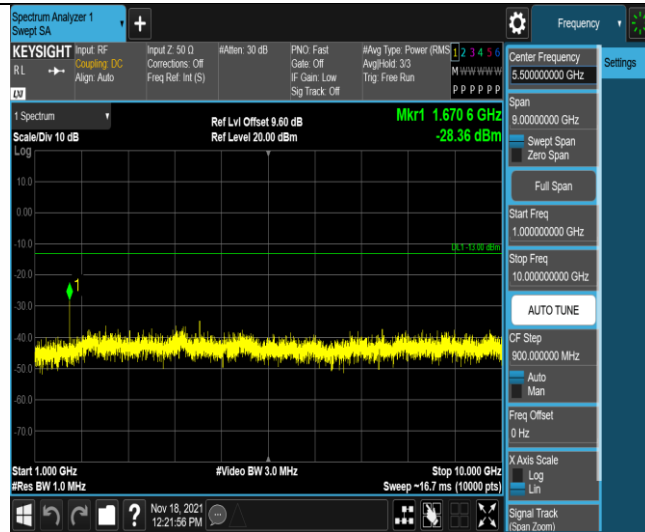 Spectrum Analyzer 1
Swept SA
Frequency
KEYSIGHT
RL
LXI
Input: RF
Coupling: DC
Align: Auto
Input Z: 50 Ω
Corrections: Off
Freq Ref: Int (S)
#Atten: 30 dB
PNO: Fast
Gate: Off
IF Gain: Low
Sig Track: Off
#Avg Type: Power (RMS
Avg|Hold: 3/3
Trig: Free Run
1 2 3 4 5 6
M W W W W W
P P P P P P
1 Spectrum
Scale/Div 10 dB
Log
Ref Lvl Offset 9.60 dB
Ref Level 20.00 dBm
Mkr1 1.670 6 GHz
-28.36 dBm
10.0
0.00
-10.0
DL1 -13.00 dBm
-20.0
1
-30.0
-40.0
-50.0
-60.0
-70.0
Start 1.000 GHz
#Res BW 1.0 MHz
#Video BW 3.0 MHz
Stop 10.000 GHz
Sweep ~16.7 ms (10000 pts)
Nov 18, 2021
12:21:56 PM
?
Center Frequency
5.500000000 GHz
Settings
Span
9.00000000 GHz
Swept Span
Zero Span
Full Span
Start Freq
1.000000000 GHz
Stop Freq
10.000000000 GHz
AUTO TUNE
CF Step
900.000000 MHz
Auto
Man
Freq Offset
0 Hz
X Axis Scale
Log
Lin
Signal Track
(Span Zoom)